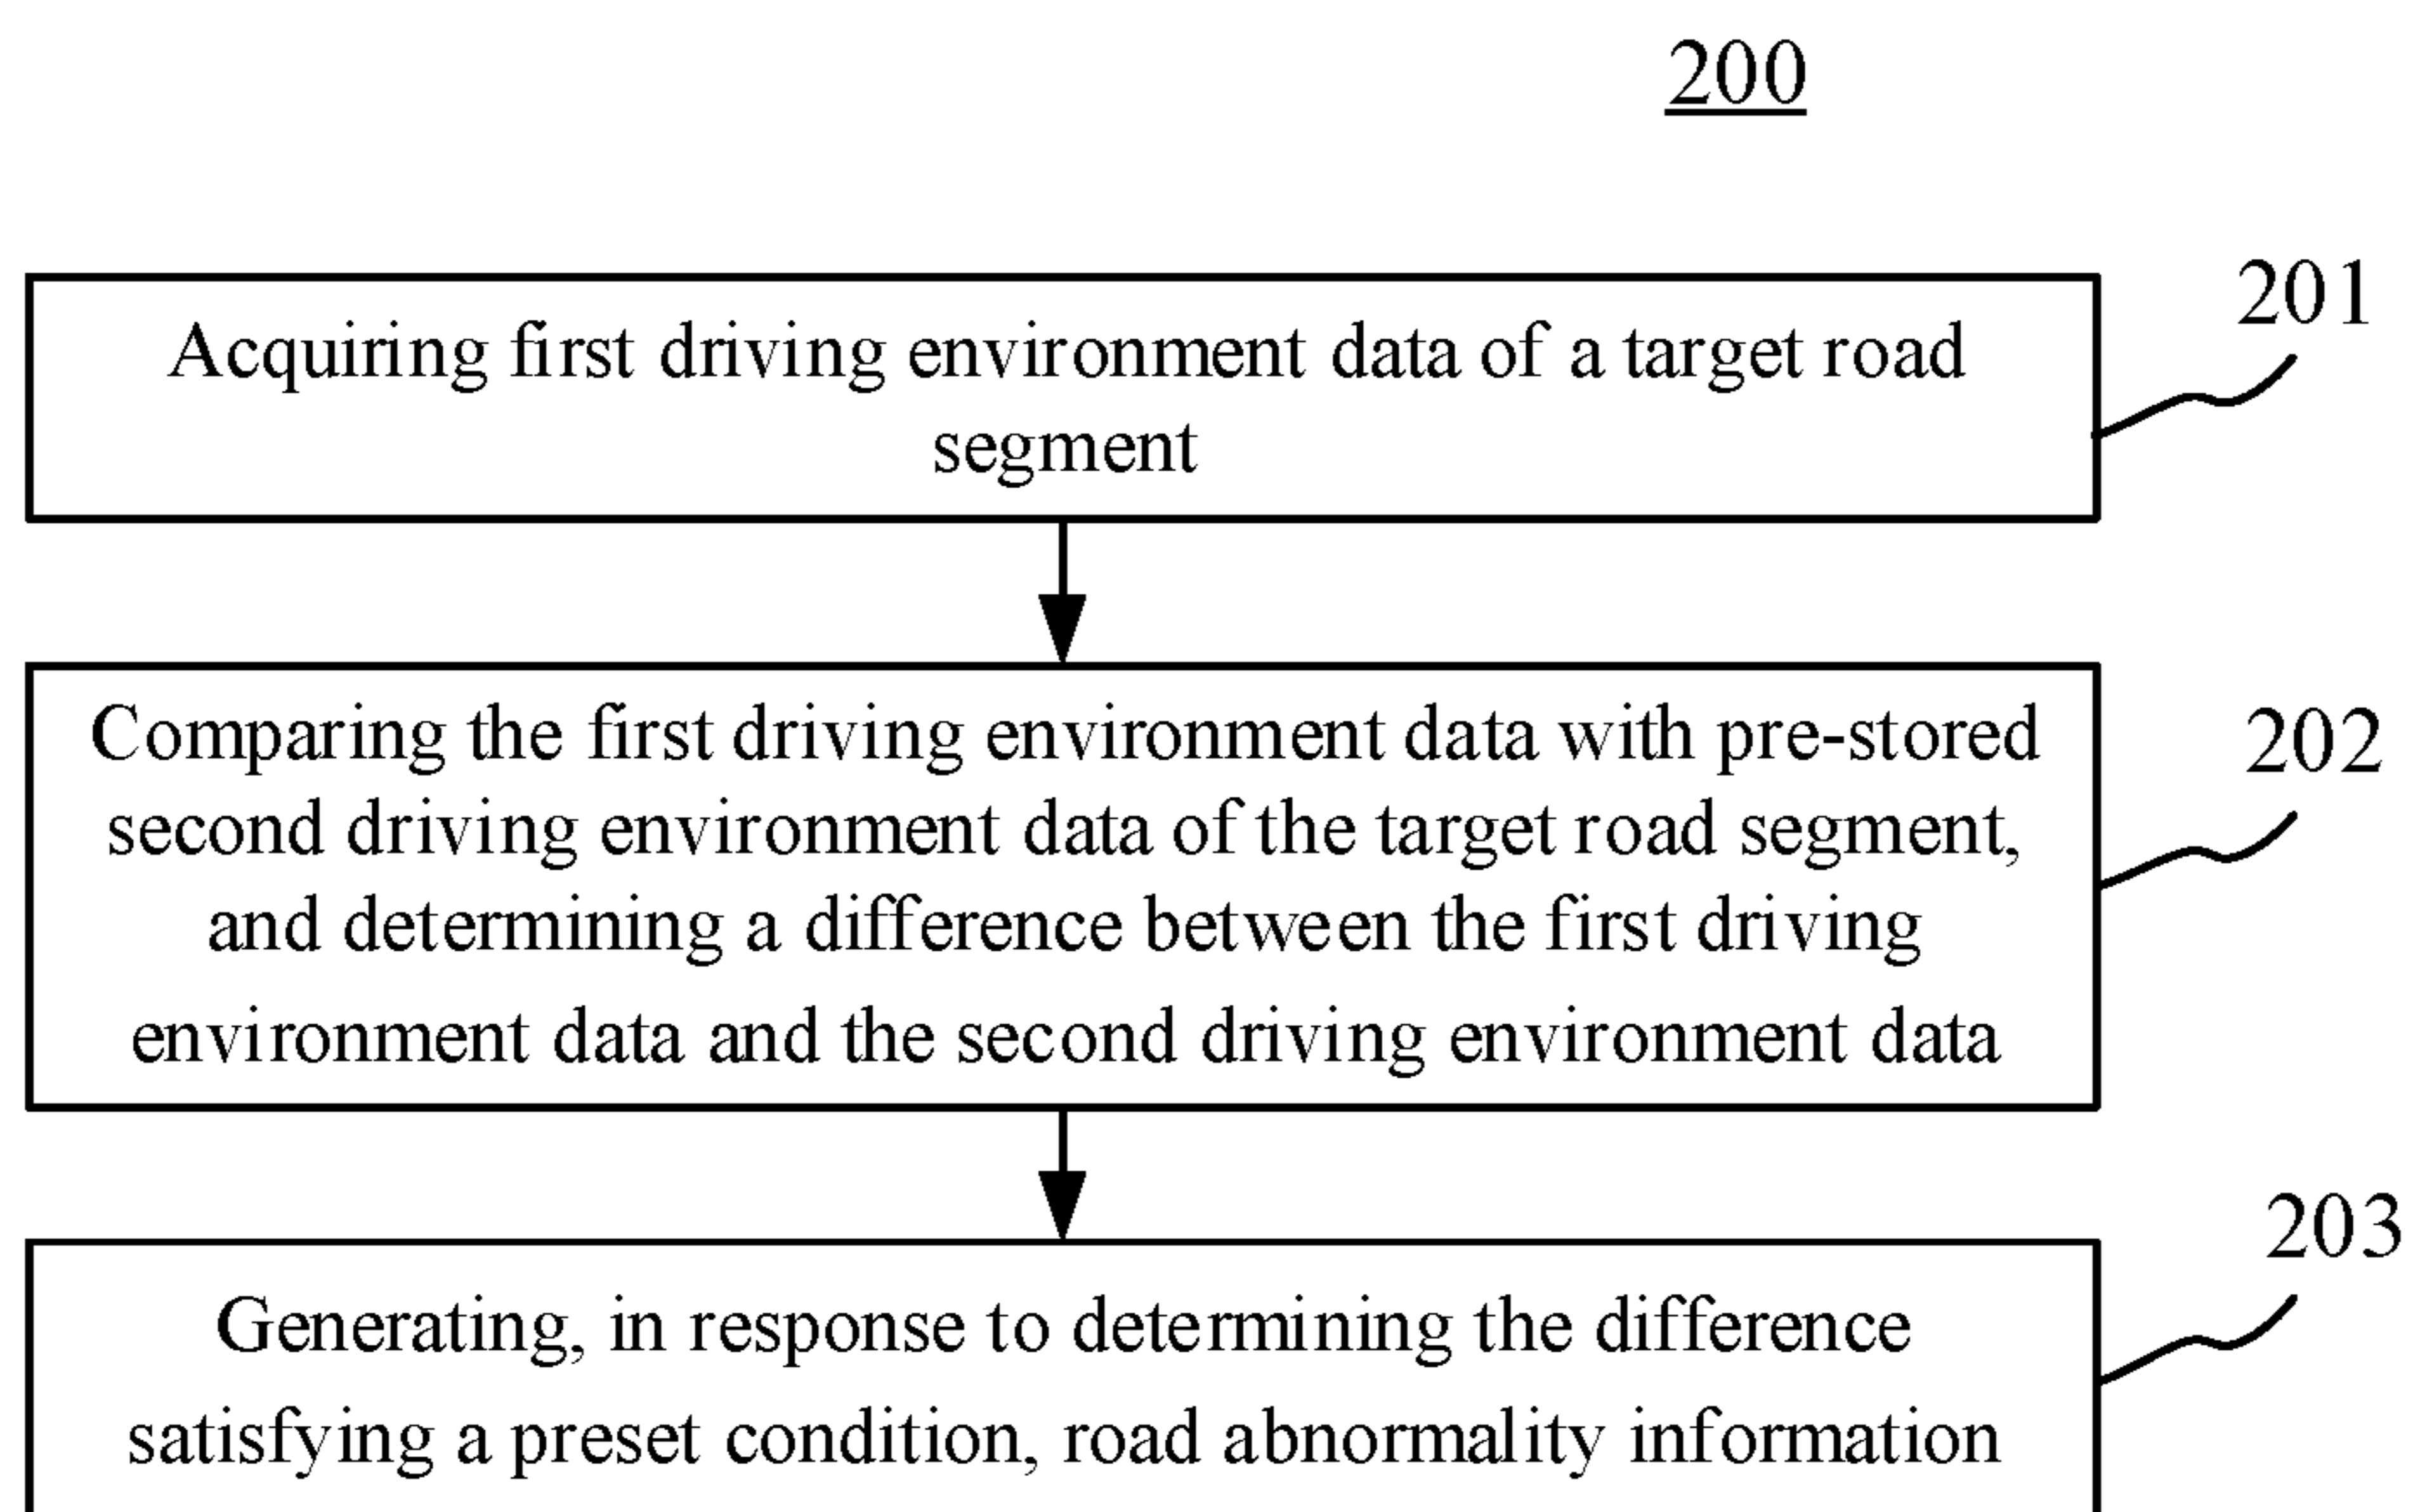 200
201
Acquiring first driving environment data of a target road
segment
202
Comparing the first driving environment data with pre-stored
second driving environment data of the target road segment,
and determining a difference between the first driving
environment data and the second driving environment data
203
Generating, in response to determining the difference
satisfying a preset condition, road abnormality information